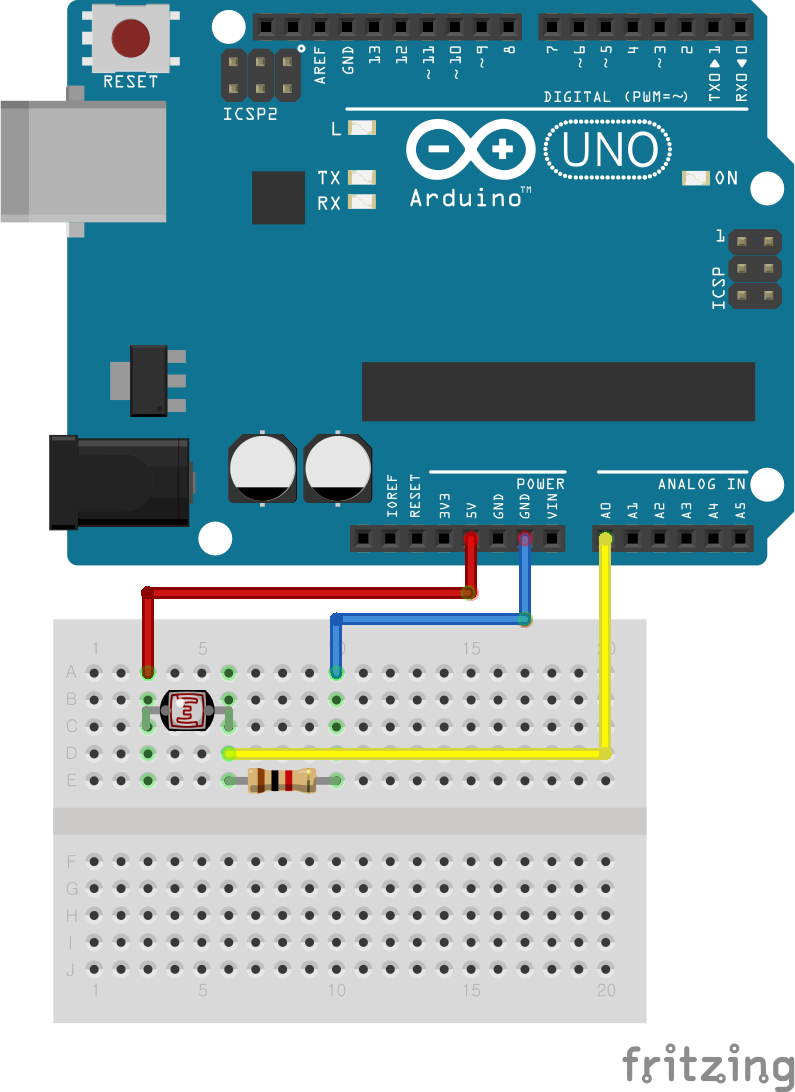 RESET
ICSP2
AREF
GND
13
12
~11
~10
~9
8
7
~6
~5
4
~3
2
TX0▶1
RX0◀0
DIGITAL (PWM=~)
L
TX
RX
Arduino™
UNO
ON
1
ICSP
POWER
ANALOG IN
IOREF
RESET
3V3
5V
GND
GND
VIN
A0
A1
A2
A3
A4
A5
1 5 10 15 20
A
B
C
D
E
F
G
H
I
J
1 5 10 15 20
fritzing